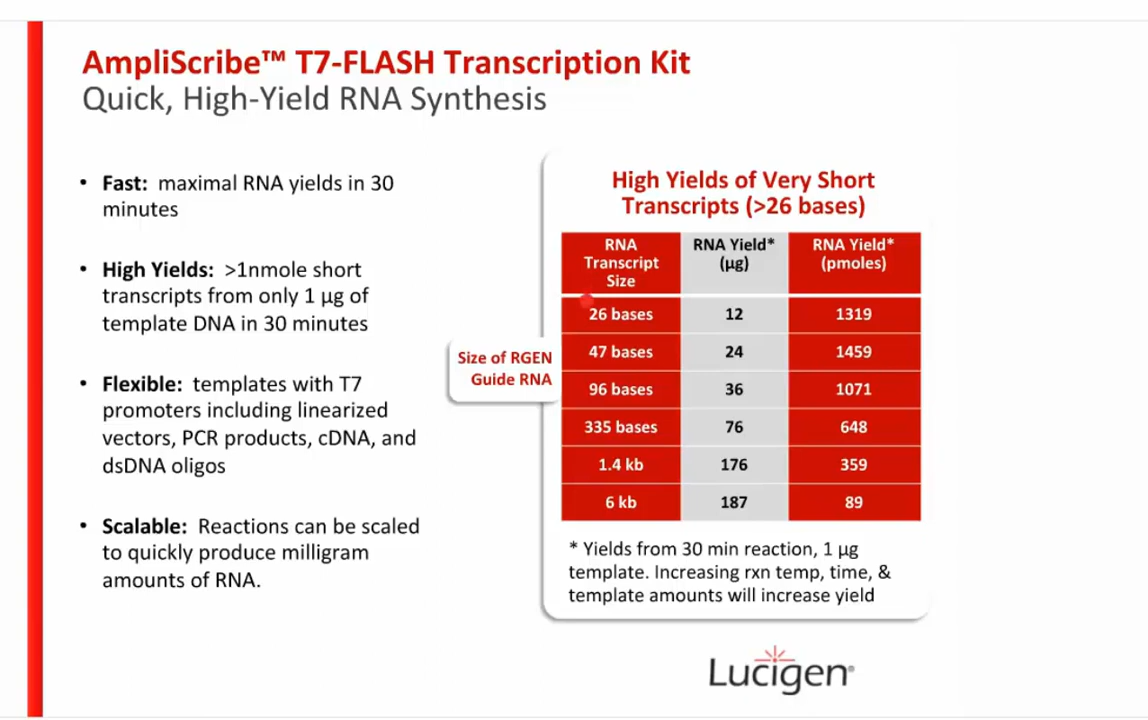 AmpliScribe™ T7-FLASH Transcription Kit
Quick, High-Yield RNA Synthesis
• Fast: maximal RNA yields in 30
minutes
• High Yields: >1nmole short
transcripts from only 1 µg of
template DNA in 30 minutes
• Flexible: templates with T7
promoters including linearized
vectors, PCR products, cDNA, and
dsDNA oligos
• Scalable: Reactions can be scaled
to quickly produce milligram
amounts of RNA.
High Yields of Very Short
Transcripts (>26 bases)
RNA Transcript Size RNA Yield* (µg) RNA Yield* (pmoles)
26 bases 12 1319
47 bases 24 1459
Size of RGEN
Guide RNA
96 bases 36 1071
335 bases 76 648
1.4 kb 176 359
6 kb 187 89
* Yields from 30 min reaction, 1 µg
template. Increasing rxn temp, time, &
template amounts will increase yield
Lucigen®